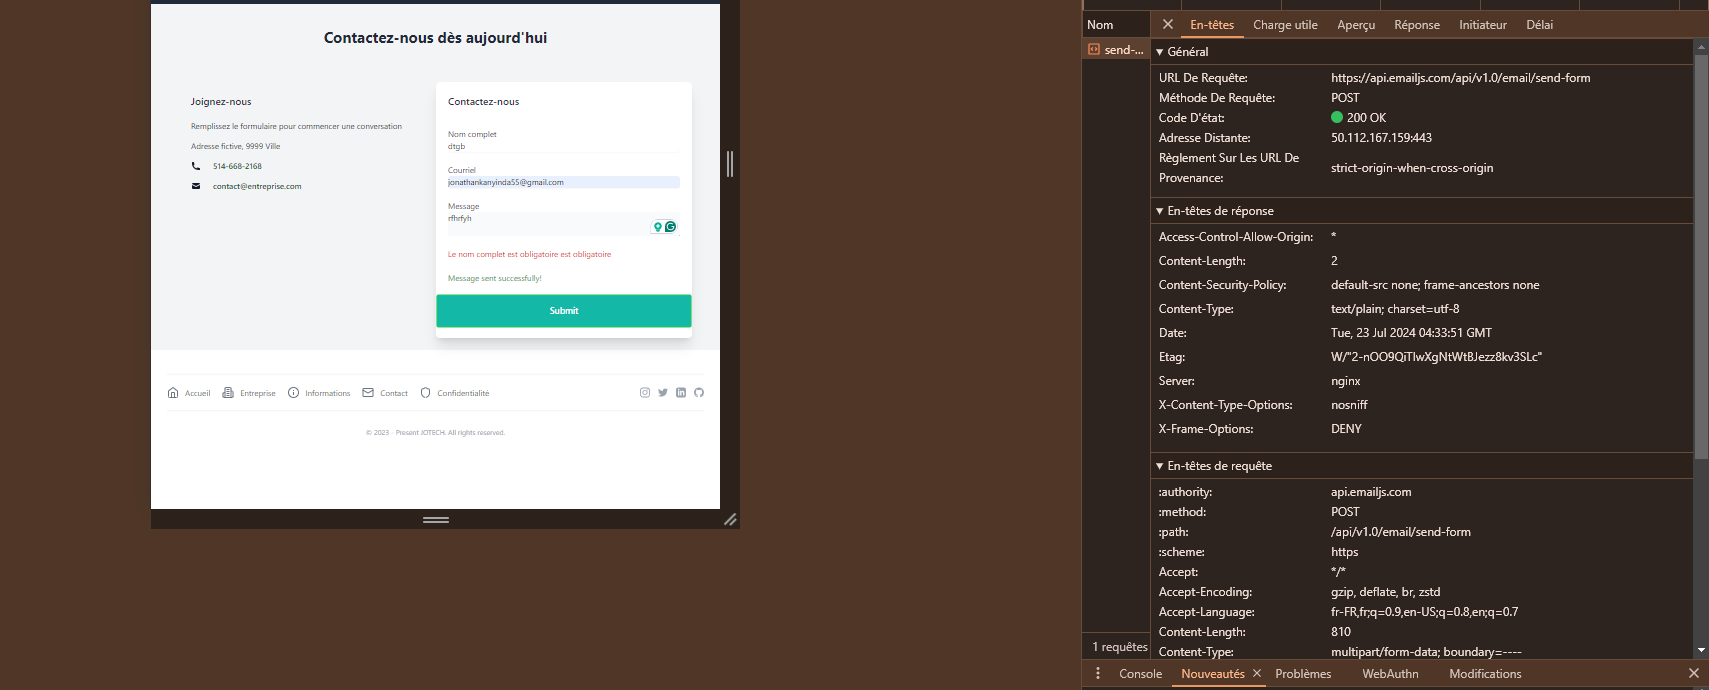 Contactez-nous dès aujourd'hui
Joignez-nous
Remplissez le formulaire pour commencer une conversation
Adresse fictive, 9999 Ville
514-668-2168
contact@entreprise.com
Contactez-nous
Nom complet
dtgb
Courriel
jonathankanyinda55@gmail.com
Message
rfhrfyh
Le nom complet est obligatoire est obligatoire
Message sent successfully!
Submit
Accueil Entreprise Informations Contact Confidentialité
© 2023 · Present JOTECH. All rights reserved.
Nom
send-...
1 requêtes
En-têtes Charge utile Aperçu Réponse Initiateur Délai
Général
URL De Requête: https://api.emailjs.com/api/v1.0/email/send-form
Méthode De Requête: POST
Code D'état: 200 OK
Adresse Distante: 50.112.167.159:443
Règlement Sur Les URL De Provenance: strict-origin-when-cross-origin
En-têtes de réponse
Access-Control-Allow-Origin: *
Content-Length: 2
Content-Security-Policy: default-src none; frame-ancestors none
Content-Type: text/plain; charset=utf-8
Date: Tue, 23 Jul 2024 04:33:51 GMT
Etag: W/"2-nOO9QiTIwXgNtWtBJezz8kv3SLc"
Server: nginx
X-Content-Type-Options: nosniff
X-Frame-Options: DENY
En-têtes de requête
:authority: api.emailjs.com
:method: POST
:path: /api/v1.0/email/send-form
:scheme: https
Accept: */*
Accept-Encoding: gzip, deflate, br, zstd
Accept-Language: fr-FR,fr;q=0.9,en-US;q=0.8,en;q=0.7
Content-Length: 810
Content-Type: multipart/form-data; boundary=----
Console Nouveautés Problèmes WebAuthn Modifications